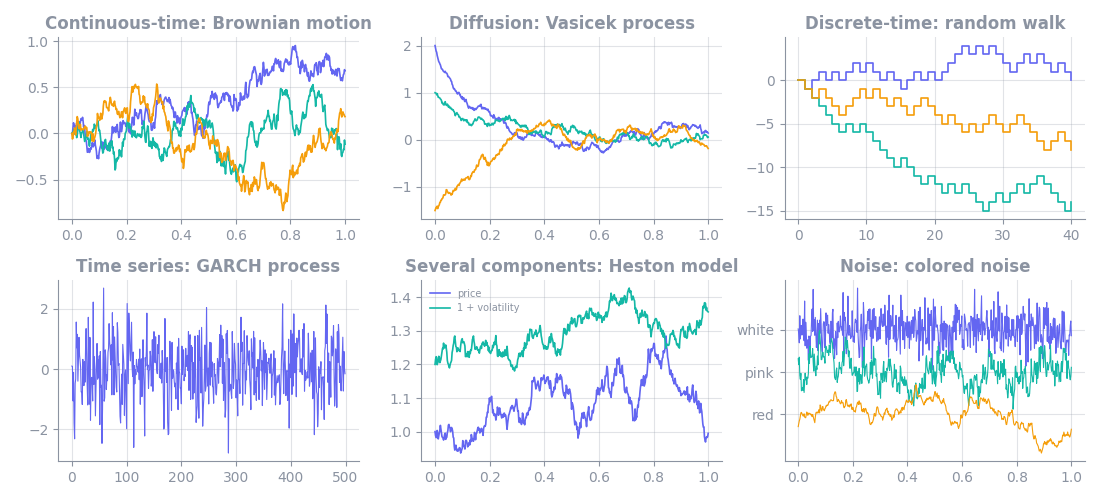 Continuous-time: Brownian motion
1.0
0.5
0.0
−0.5
0.0 0.2 0.4 0.6 0.8 1.0
Diffusion: Vasicek process
2
1
0
−1
0.0 0.2 0.4 0.6 0.8 1.0
Discrete-time: random walk
0
−5
−10
−15
0 10 20 30 40
Time series: GARCH process
2
0
−2
0 100 200 300 400 500
Several components: Heston model
price
1 + volatility
1.4
1.3
1.2
1.1
1.0
0.0 0.2 0.4 0.6 0.8 1.0
Noise: colored noise
white
pink
red
0.0 0.2 0.4 0.6 0.8 1.0